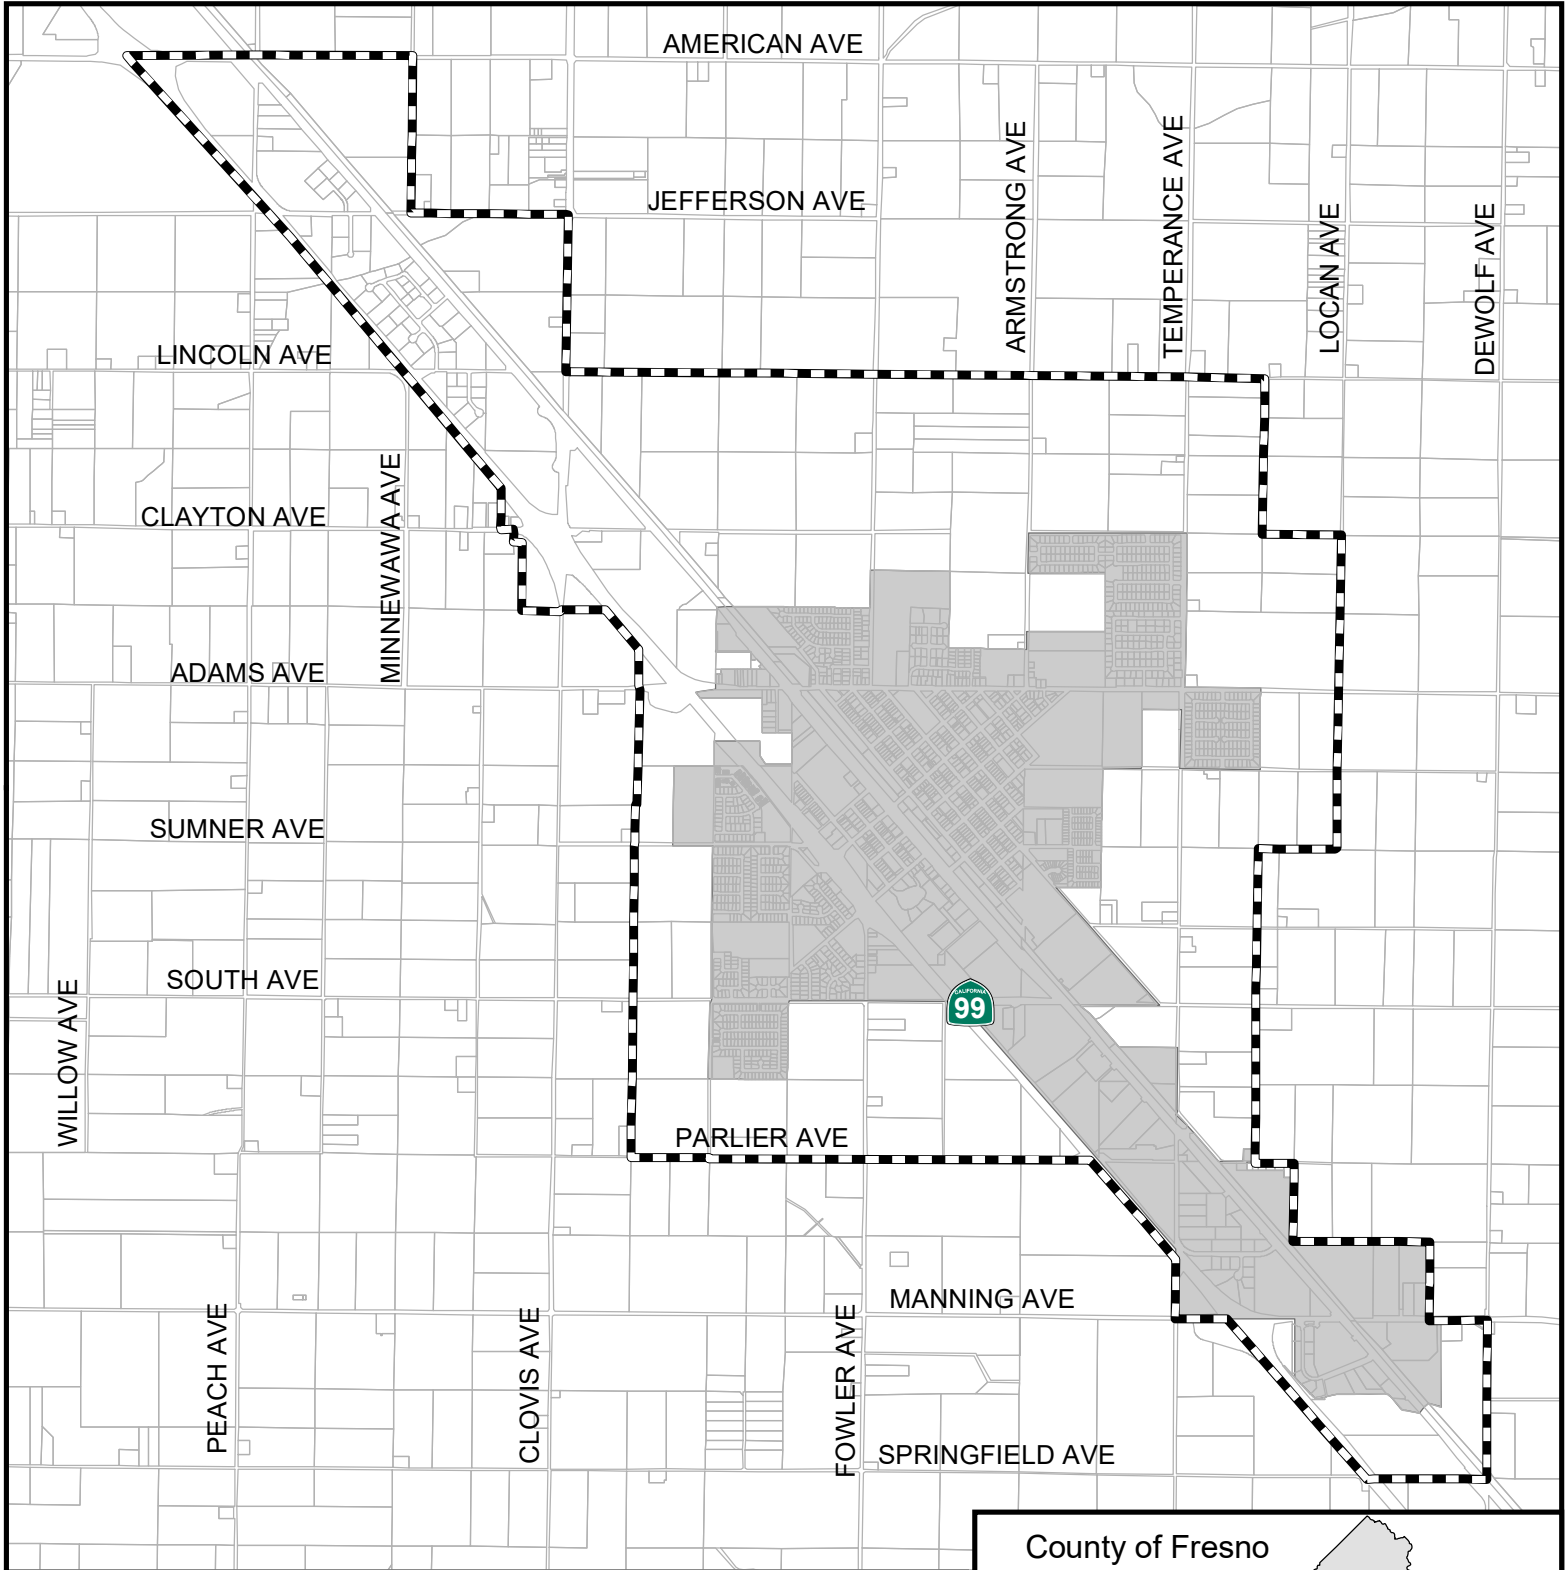 AMERICAN AVE
JEFFERSON AVE
ARMSTRONG AVE
TEMPERANCE AVE
LOCAN AVE
DEWOLF AVE
LINCOLN AVE
CLAYTON AVE
MINNEWAWA AVE
ADAMS AVE
SUMNER AVE
SOUTH AVE
WILLOW AVE
CALIFORNIA
99
PARLIER AVE
MANNING AVE
PEACH AVE
CLOVIS AVE
FOWLER AVE
SPRINGFIELD AVE
County of Fresno